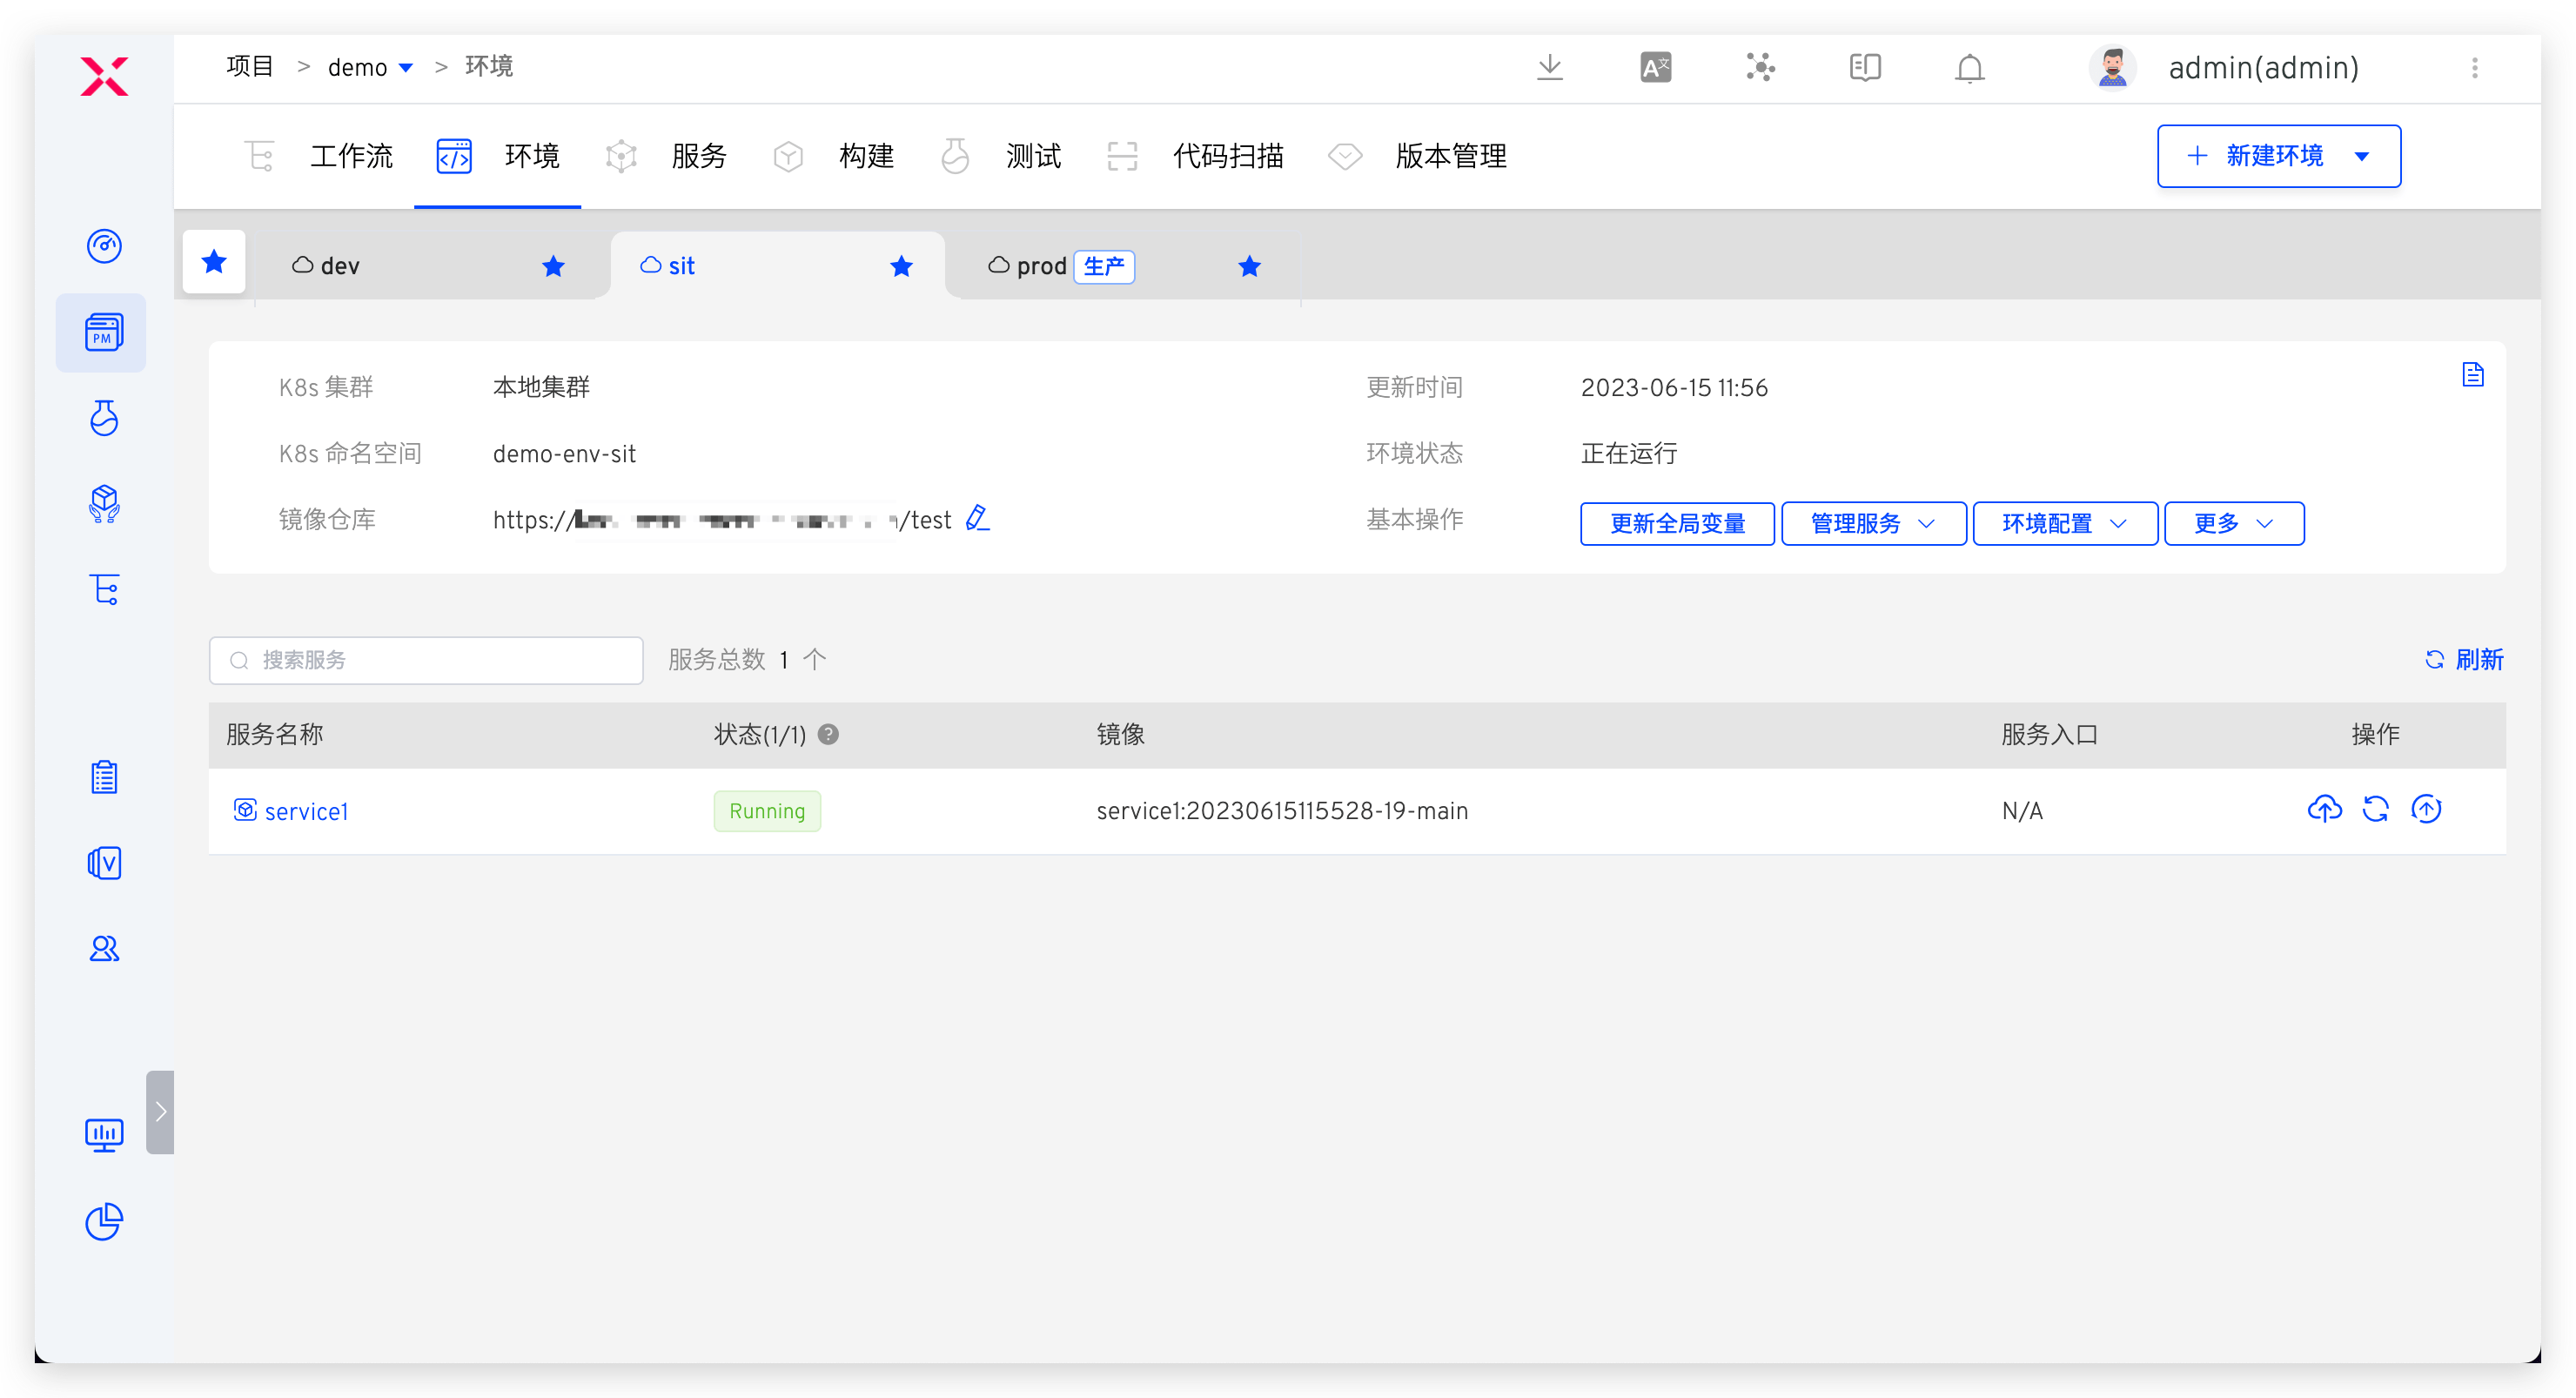 项目 > demo > 环境
admin(admin)
工作流 环境 服务 构建 测试 代码扫描 版本管理
+ 新建环境
dev
sit
prod 生产
K8s 集群 本地集群
更新时间 2023-06-15 11:56
K8s 命名空间 demo-env-sit
环境状态 正在运行
镜像仓库 https:// /test
基本操作 更新全局变量 管理服务 环境配置 更多
搜索服务
服务总数 1 个
刷新
服务名称 状态(1/1) 镜像 服务入口 操作
service1 Running service1:20230615115528-19-main N/A
PM
V